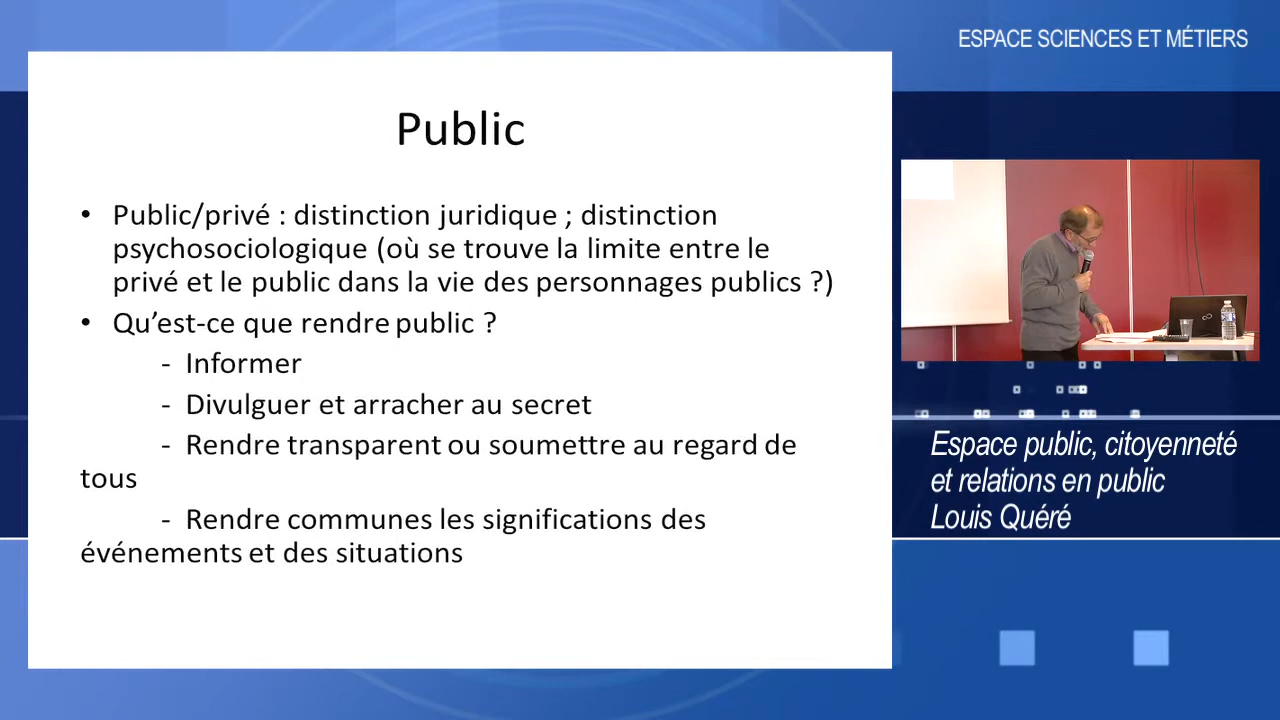 ESPACE SCIENCES ET MÉTIERS
Public
• Public/privé : distinction juridique ; distinction
psychosociologique (où se trouve la limite entre le
privé et le public dans la vie des personnages publics ?)
• Qu’est-ce que rendre public ?
- Informer
- Divulguer et arracher au secret
- Rendre transparent ou soumettre au regard de
tous
- Rendre communes les significations des
événements et des situations
Espace public, citoyenneté
et relations en public
Louis Quéré